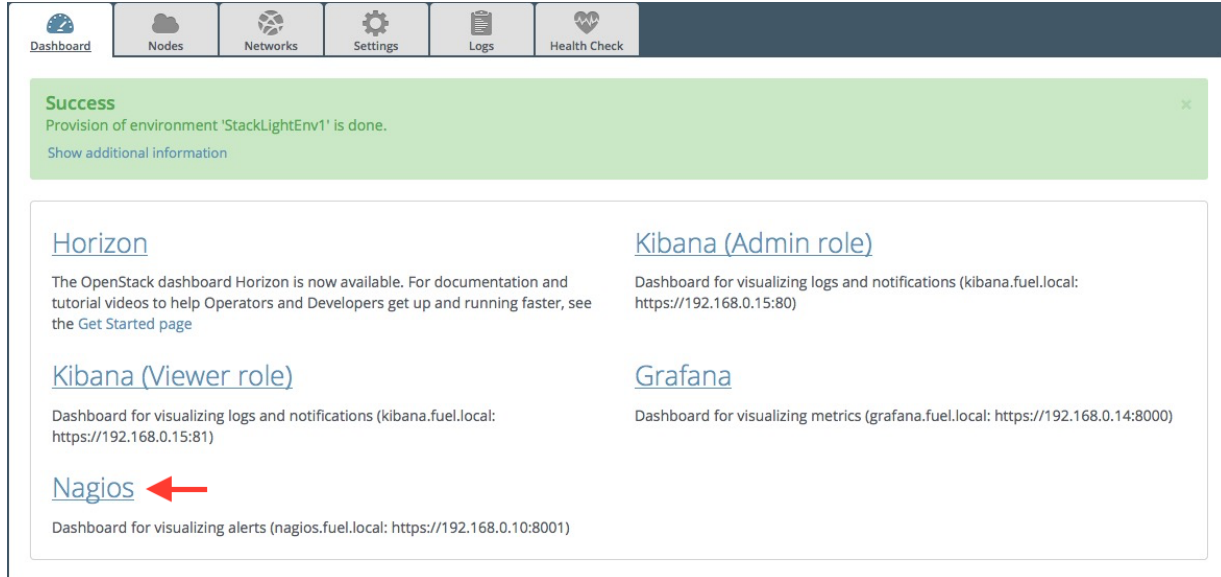 Dashboard
Nodes
Networks
Settings
Logs
Health Check
Success
×
Provision of environment 'StackLightEnv1' is done.
Show additional information
Horizon
The OpenStack dashboard Horizon is now available. For documentation and
tutorial videos to help Operators and Developers get up and running faster, see
the Get Started page
Kibana (Admin role)
Dashboard for visualizing logs and notifications (kibana.fuel.local:
https://192.168.0.15:80)
Kibana (Viewer role)
Dashboard for visualizing logs and notifications (kibana.fuel.local:
https://192.168.0.15:81)
Grafana
Dashboard for visualizing metrics (grafana.fuel.local: https://192.168.0.14:8000)
Nagios
Dashboard for visualizing alerts (nagios.fuel.local: https://192.168.0.10:8001)